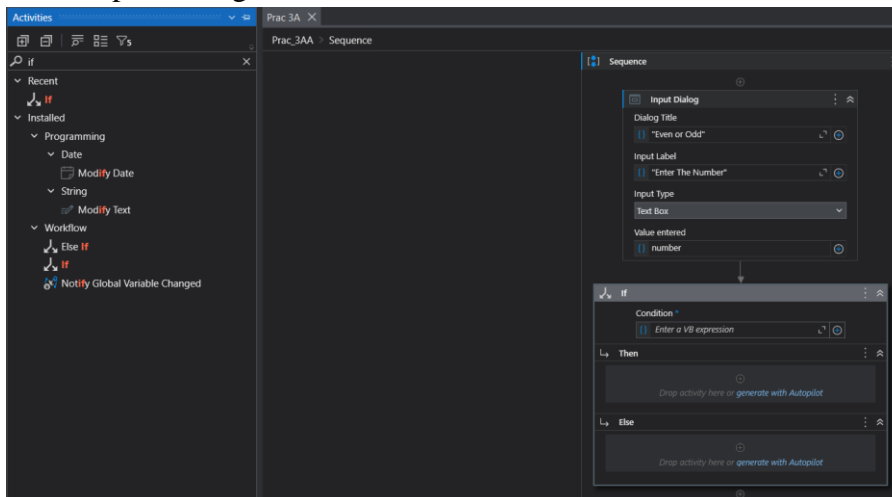 Activities
Prac 3A
Prac_3AA > Sequence
if
Recent
If
Installed
Programming
Date
Modify Date
String
Modify Text
Workflow
Else If
If
Notify Global Variable Changed
Sequence
Input Dialog
Dialog Title
"Even or Odd"
Input Label
"Enter The Number"
Input Type
Text Box
Value entered
number
If
Condition *
Enter a VB expression
Then
Drop activity here or generate with Autopilot
Else
Drop activity here or generate with Autopilot